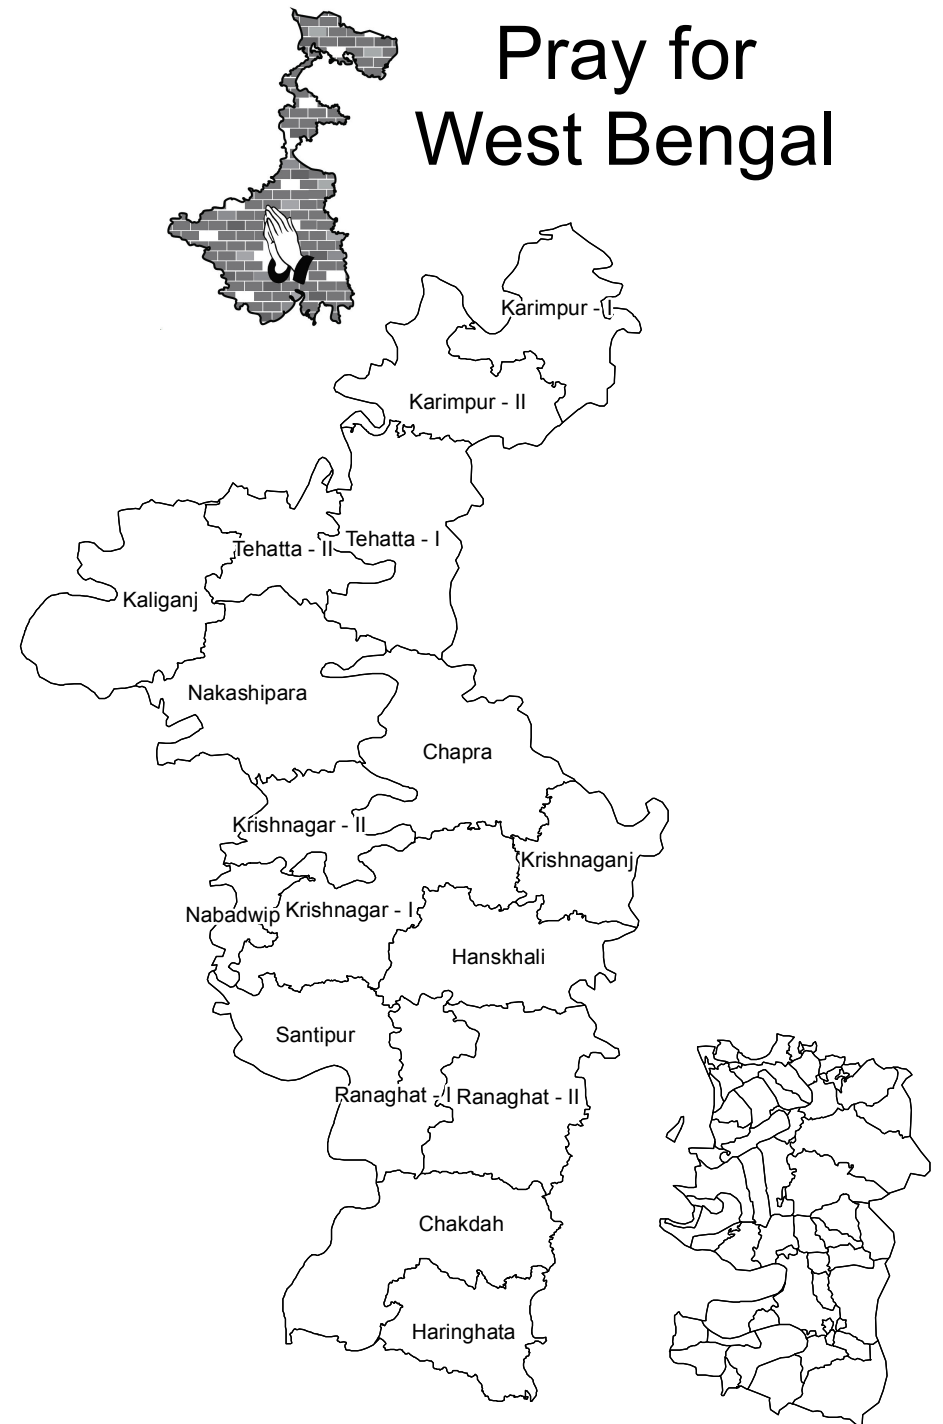 Pray for
West Bengal
Karimpur - I
Karimpur - II
Tehatta - I
Tehatta - II
Kaliganj
Nakashipara
Chapra
Krishnagar - II
Krishnaganj
Nabadwip
Krishnagar - I
Hanskhali
Santipur
Ranaghat - I
Ranaghat - II
Chakdah
Haringhata